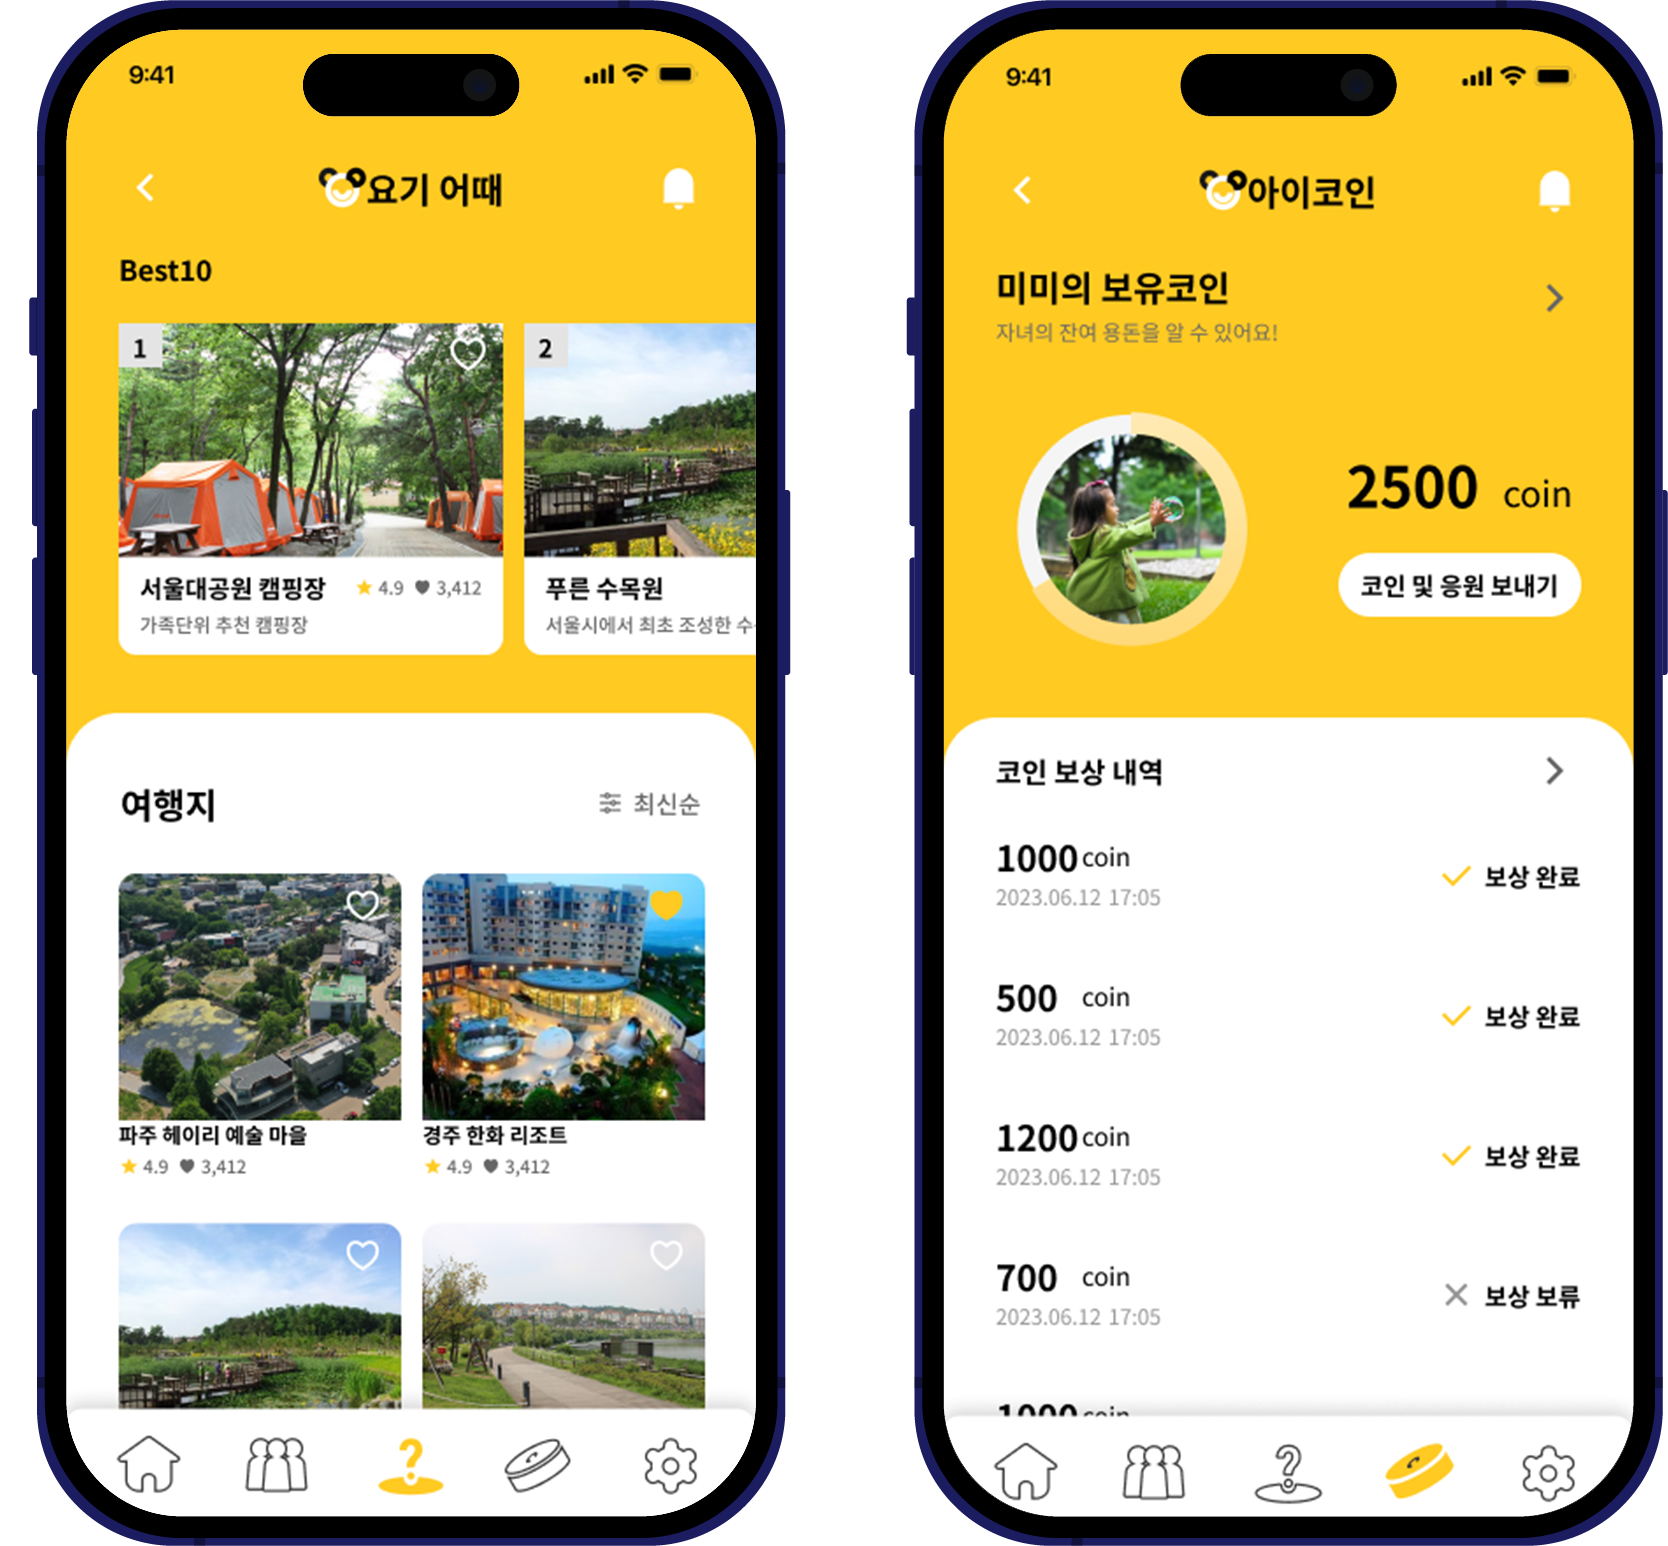 9:41
요기 어때
Best10
1
2
서울대공원 캠핑장
4.9
3,412
가족단위 추천 캠핑장
푸른 수목원
서울시에서 최초 조성한 수
여행지
최신순
파주 헤이리 예술 마을
4.9
3,412
경주 한화 리조트
4.9
3,412
9:41
아이코인
미미의 보유코인
자녀의 잔여 용돈을 알 수 있어요!
2500 coin
코인 및 응원 보내기
코인 보상 내역
1000 coin
2023.06.12 17:05
보상 완료
500 coin
2023.06.12 17:05
보상 완료
1200 coin
2023.06.12 17:05
보상 완료
700 coin
2023.06.12 17:05
보상 보류
1000 coin